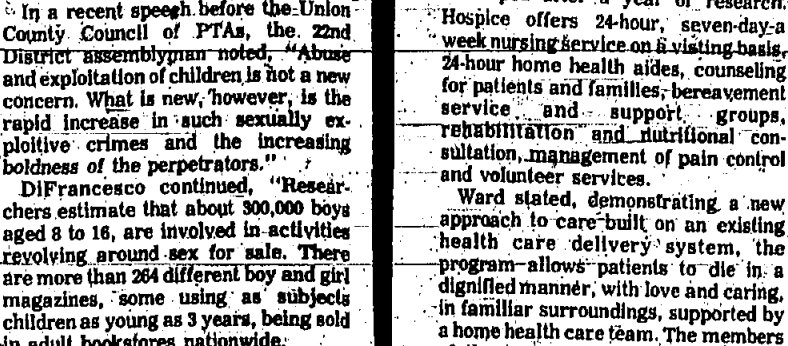 In a recent speech before the Union
County Council of PTAs, the 22nd
District assemblyman noted, "Abuse
and exploitation of children is not a new
concern. What is new, however, is the
rapid increase in such sexually ex-
ploitive crimes and the increasing
boldness of the perpetrators."
DiFrancesco continued, "Resear-
chers estimate that about 300,000 boys
aged 8 to 16, are involved in activities
revolving around sex for sale. There
are more than 264 different boy and girl
magazines, some using as subjects
children as young as 3 years, being sold
in adult bookstores nationwide.
a year of research.
Hospice offers 24-hour, seven-day-a
week nursing service on a visting basis,
24-hour home health aides, counseling
for patients and families, bereavement
service and support groups,
rehabilitation and nutritional con-
sultation, management of pain control
and volunteer services.
Ward stated, demonstrating a new
approach to care built on an existing
health care delivery system, the
program allows patients to die in a
dignified manner, with love and caring,
in familiar surroundings, supported by
a home health care team. The members